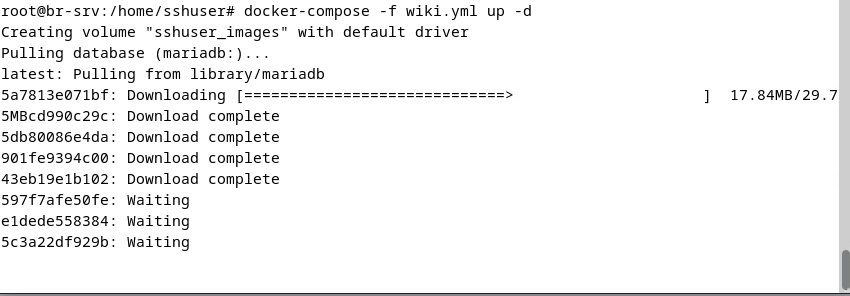 root@br-srv:/home/sshuser# docker-compose -f wiki.yml up -d
Creating volume "sshuser_images" with default driver
Pulling database (mariadb:)...
latest: Pulling from library/mariadb
5a7813e071bf: Downloading [=============================>                     ]  17.84MB/29.7
5MBcd990c29c: Download complete
5db80086e4da: Download complete
901fe9394c00: Download complete
43eb19e1b102: Download complete
597f7afe50fe: Waiting
e1dede558384: Waiting
5c3a22df929b: Waiting